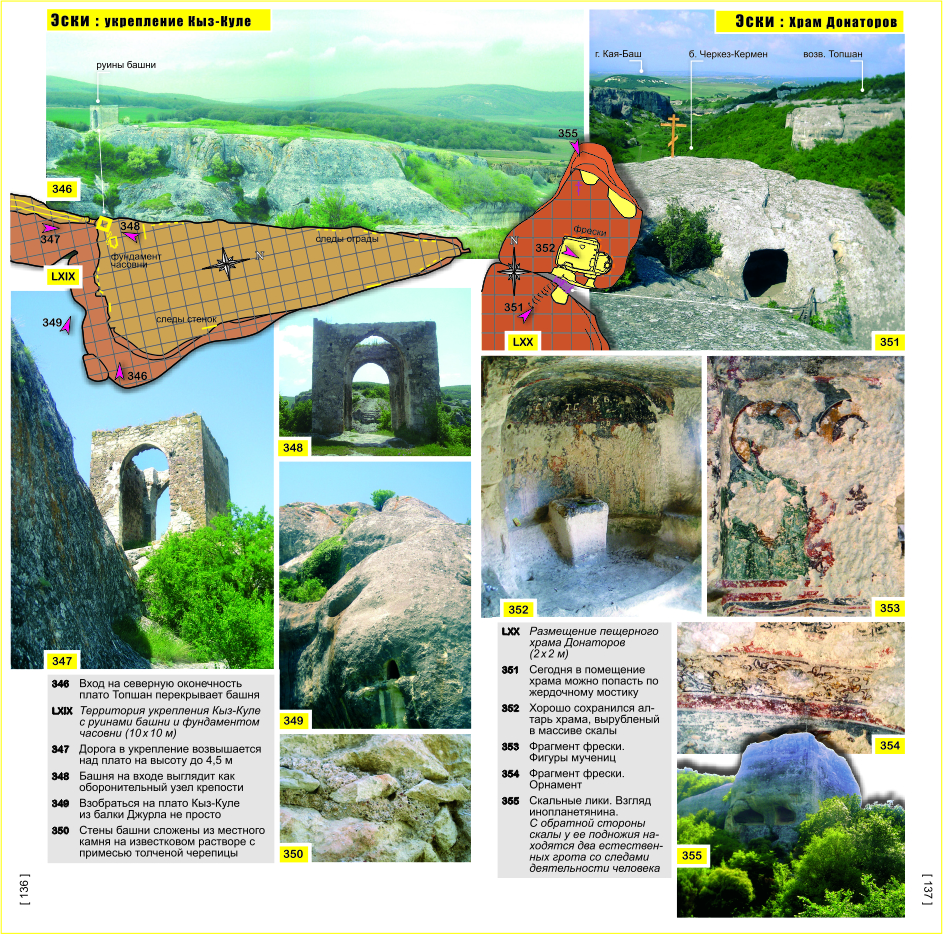 Эски : укрепление Кыз-Куле
руины башни
346
347
348
фундамент
часовни
следы ограды
N
LXIX
следы стенок
349
346
348
347
349
350
346 Вход на северную оконечность
плато Топшан перекрывает башня
LXIX Территория укрепления Кыз-Куле
с руинами башни и фундаментом
часовни (10 х 10 м)
347 Дорога в укрепление возвышается
над плато на высоту до 4,5 м
348 Башня на входе выглядит как
оборонительный узел крепости
349 Взобраться на плато Кыз-Куле
из балки Джурла не просто
350 Стены башни сложены из местного
камня на известковом растворе с
примесью толченой черепицы
[ 136 ]
Эски : Храм Донаторов
г. Кая-Баш
б. Черкез-Кермен
возв. Топшан
355
фрески
N
352
351
LXX
351
352
353
354
355
LXX Размещение пещерного
храма Донаторов
(2 х 2 м)
351 Сегодня в помещение
храма можно попасть по
жердочному мостику
352 Хорошо сохранился ал-
тарь храма, вырубленный
в массиве скалы
353 Фрагмент фрески.
Фигуры мучениц
354 Фрагмент фрески.
Орнамент
355 Скальные лики. Взгляд
инопланетянина.
С обратной стороны
скалы у ее подножия на-
ходятся два естествен-
ных грота со следами
деятельности человека
[ 137 ]